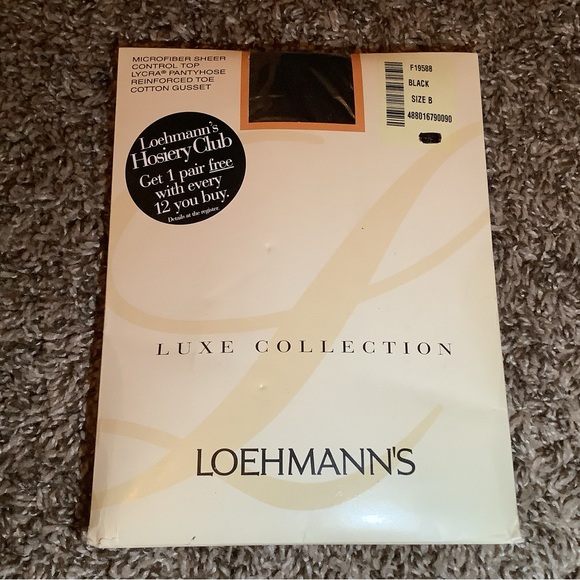 MICROFIBER SHEER
CONTROL TOP
LYCRA® PANTYHOSE
REINFORCED TOE
COTTON GUSSET
F19588
BLACK
SIZE B
488016790090
Loehmann's
Hosiery Club
Get 1 pair free
with every
12 you buy.
Details at the register.
LUXE COLLECTION
LOEHMANN'S